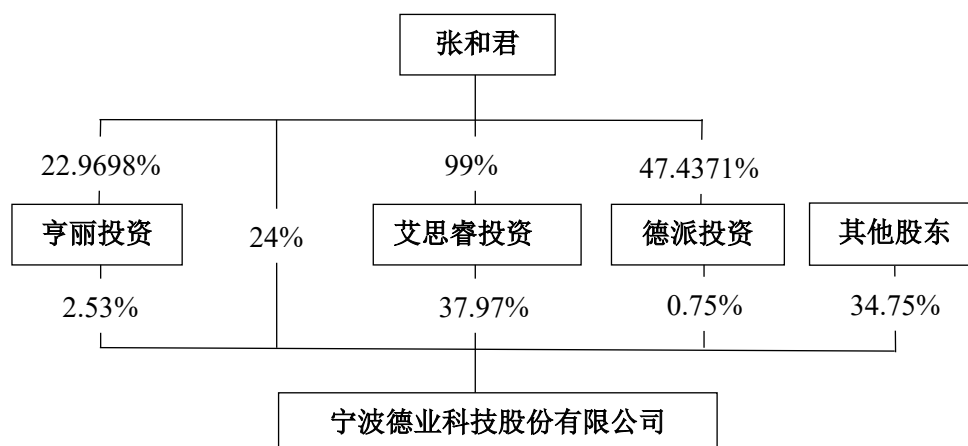 张和君
22.9698%
99%
47.4371%
亨丽投资
24%
艾思睿投资
德派投资
其他股东
2.53%
37.97%
0.75%
34.75%
宁波德业科技股份有限公司